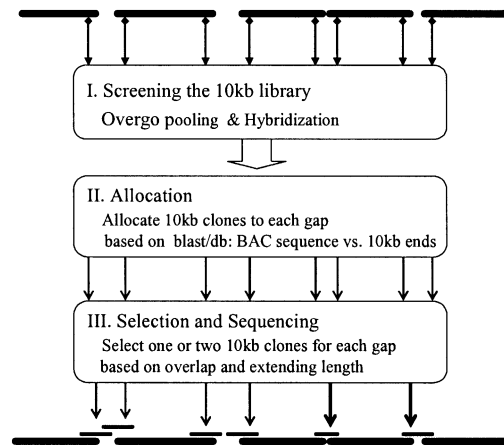 I. Screening the 10kb library
Overgo pooling & Hybridization
II. Allocation
Allocate 10kb clones to each gap
based on blast/db: BAC sequence vs. 10kb ends
III. Selection and Sequencing
Select one or two 10kb clones for each gap
based on overlap and extending length